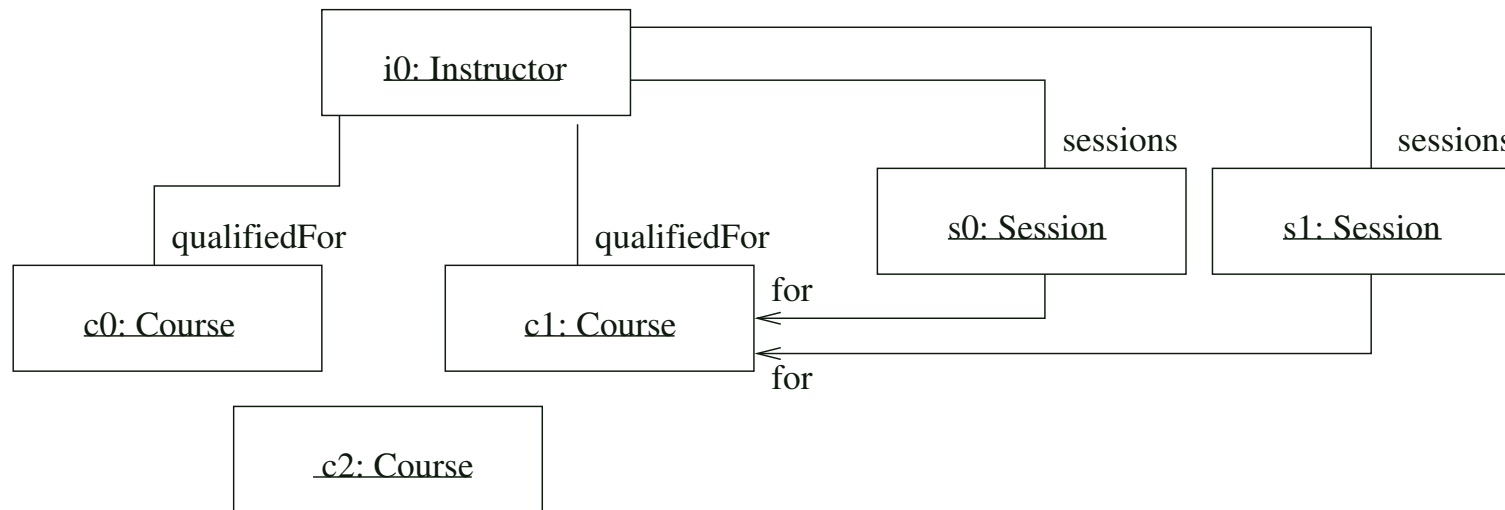 i0: Instructor
sessions
sessions
s0: Session
s1: Session
qualifiedFor
qualifiedFor
for
c0: Course
c1: Course
for
c2: Course